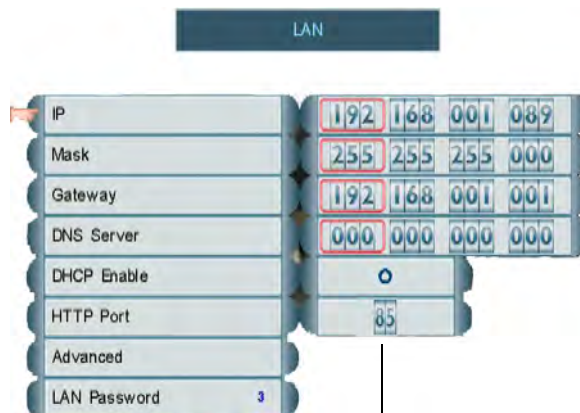 LAN
IP 192 168 001 089
Mask 255 255 255 000
Gateway 192 168 001 001
DNS Server 000 000 000 000
DHCP Enable
HTTP Port 85
Advanced
LAN Password 3